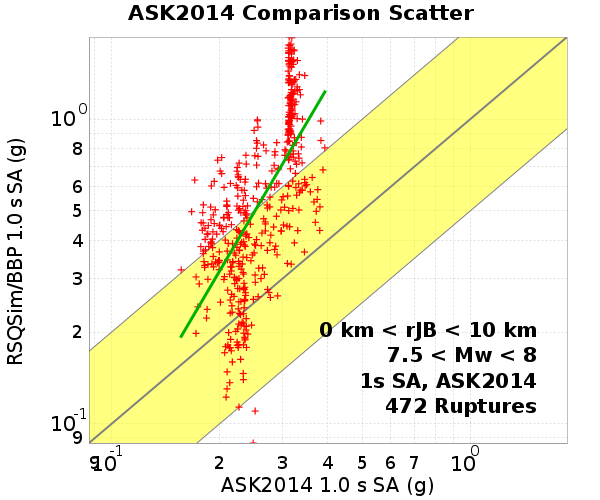 ASK2014 Comparison Scatter
RSQSim/BBP 1.0 s SA (g)
10⁰
8
6
5
4
3
2
10⁻¹
9
0 km < rJB < 10 km
7.5 < Mw < 8
1s SA, ASK2014
472 Ruptures
9 10⁻¹ 2 3 4 5 6 7 10⁰
ASK2014 1.0 s SA (g)